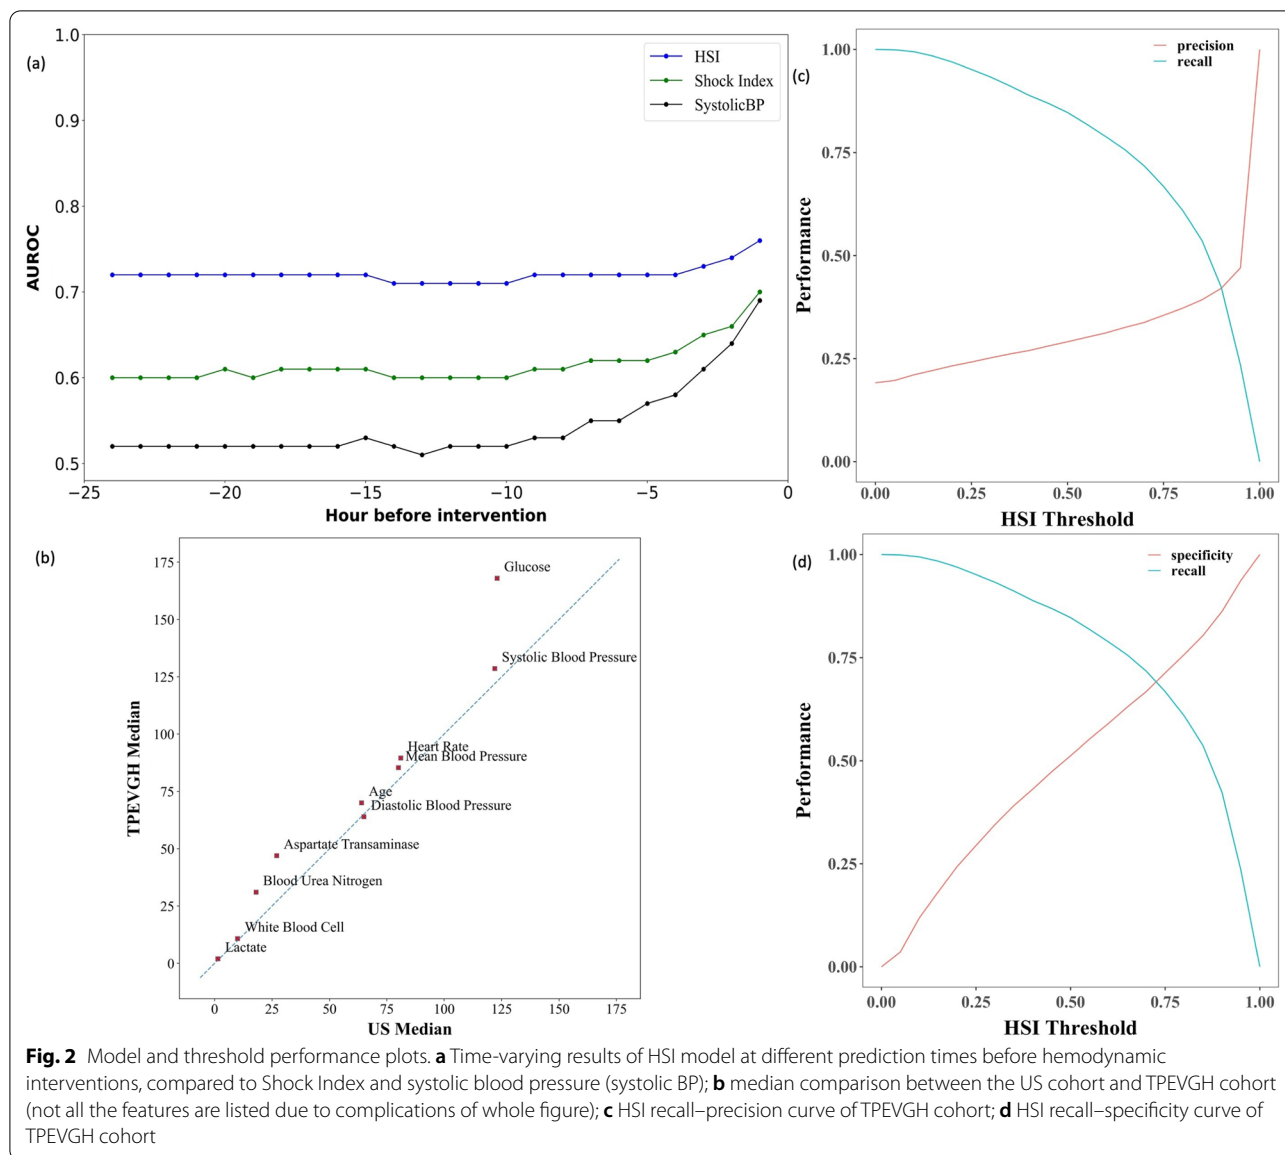 (a)
1.0
0.9
0.8
0.7
0.6
0.5
AUROC
HSI
Shock Index
SystolicBP
−25
−20
−15
−10
−5
0
Hour before intervention
(c)
1.00
0.75
0.50
0.25
0.00
Performance
precision
recall
0.00
0.25
0.50
0.75
1.00
HSI Threshold
(b)
175
150
125
100
75
50
25
0
TPEVGH Median
Glucose
Systolic Blood Pressure
Heart Rate
Mean Blood Pressure
Age
Diastolic Blood Pressure
Aspartate Transaminase
Blood Urea Nitrogen
White Blood Cell
Lactate
0
25
50
75
100
125
150
175
US Median
(d)
1.00
0.75
0.50
0.25
0.00
Performance
specificity
recall
0.00
0.25
0.50
0.75
1.00
HSI Threshold
Fig. 2 Model and threshold performance plots. a Time-varying results of HSI model at different prediction times before hemodynamic
interventions, compared to Shock Index and systolic blood pressure (systolic BP); b median comparison between the US cohort and TPEVGH cohort
(not all the features are listed due to complications of whole figure); c HSI recall–precision curve of TPEVGH cohort; d HSI recall–specificity curve of
TPEVGH cohort